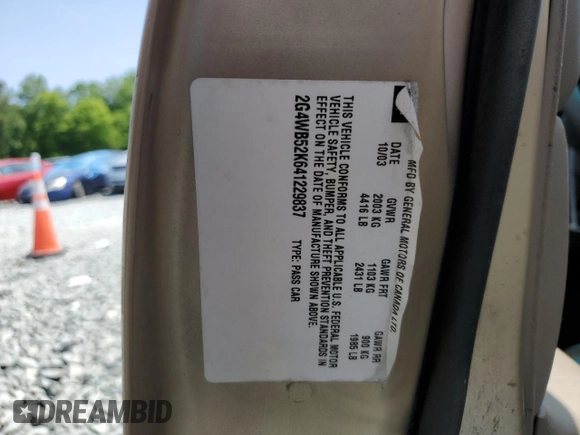 MFD BY GENERAL MOTORS OF CANADA LTD.
DATE GVWR GAWR FRT GAWR RR
10/03 2003 KG 1103 KG 900 KG
4416 LB 2431 LB 1985 LB
THIS VEHICLE CONFORMS TO ALL APPLICABLE U.S. FEDERAL MOTOR
VEHICLE SAFETY, BUMPER, AND THEFT PREVENTION STANDARDS IN
EFFECT ON THE DATE OF MANUFACTURE SHOWN ABOVE.
2G4WB52K641229837 TYPE: PASS CAR
DREAMBID